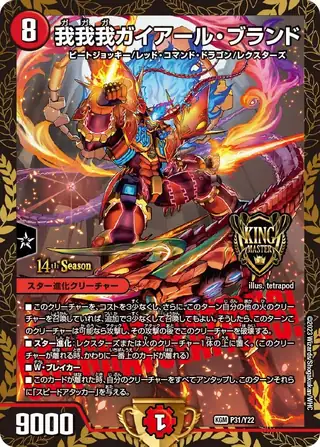 8
ガ ガ ガ
我我我ガイアール・ブランド
ビートジョッキー/レッド・コマンド・ドラゴン/レクスターズ
KING
MASTER
14th Season
illus. tetrapod
スター進化クリーチャー
■このクリーチャーを、コストを3少なくし、さらに、このターン自分の他の火のクリーチャーを召喚していれば、追加で3少なくして召喚してもよい。そうしたら、このターンこのクリーチャーは可能なら攻撃し、その攻撃の後でこのクリーチャーを破壊する。
■スター進化：レクスターズまたは火のクリーチャー1体の上に置く。(このクリーチャーが離れる時、かわりに一番上のカードが離れる)
■W・ブレイカー
■このカードが離れた時、自分のクリーチャーをすべてアンタップし、このターンそれらに「スピードアタッカー」を与える。
9000
1
KGM P31/Y22
©2023 Wizards/Shogakukan/WHC